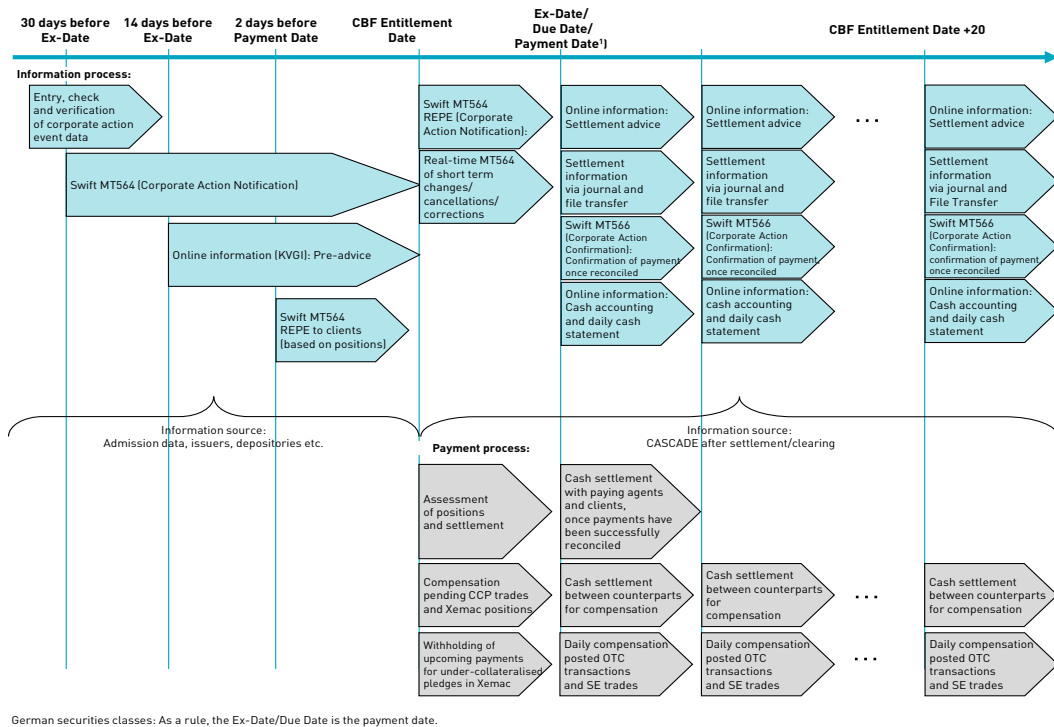 30 days before
Ex-Date
14 days before
Ex-Date
2 days before
Payment Date
CBF Entitlement
Date
Ex-Date/
Due Date/
Payment Date¹)
CBF Entitlement Date +20
Information process:
Entry, check
and verification
of corporate action
event data
Swift MT564
REPE (Corporate
Action Notification):
Online information:
Settlement advice
Online information:
Settlement advice
...
Online information:
Settlement advice
Swift MT564 (Corporate Action Notification)
Real-time MT564
of short term
changes/
cancellations/
corrections
Settlement
information
via journal and
file transfer
Settlement
information
via journal and
file transfer
Settlement
information
via journal and
File Transfer
Online information (KVGI): Pre-advice
Swift MT566
(Corporate Action
Confirmation):
Confirmation of payment
once reconciled
Swift MT566
(Corporate Action
Confirmation):
Confirmation of payment,
once reconciled
Swift MT566
(Corporate Action
Confirmation):
Confirmation of payment,
once reconciled
Swift MT564
REPE to clients
(based on positions)
Online information:
Cash accounting
and daily cash
statement
Online information:
cash accounting
and daily cash
statement
Online information:
Cash accounting
and daily cash
statement
Information source:
Admission data, issuers, depositories etc.
Information source:
CASCADE after settlement/clearing
Payment process:
Assessment
of positions
and settlement
Cash settlement
with paying agents
and clients,
once payments have
been successfully
reconciled
Compensation
pending CCP trades
and Xemac positions
Cash settlement
between counterparts
for compensation
Cash settlement
between counterparts
for
compensation
...
Cash settlement
between counterparts
for compensation
Withholding of
upcoming payments
for under-collateralised
pledges in Xemac
Daily compensation
posted OTC
transactions
and SE trades
Daily compensation
posted OTC
transactions
and SE trades
...
Daily compensation
posted OTC
transactions
and SE trades
German securities classes: As a rule, the Ex-Date/Due Date is the payment date.